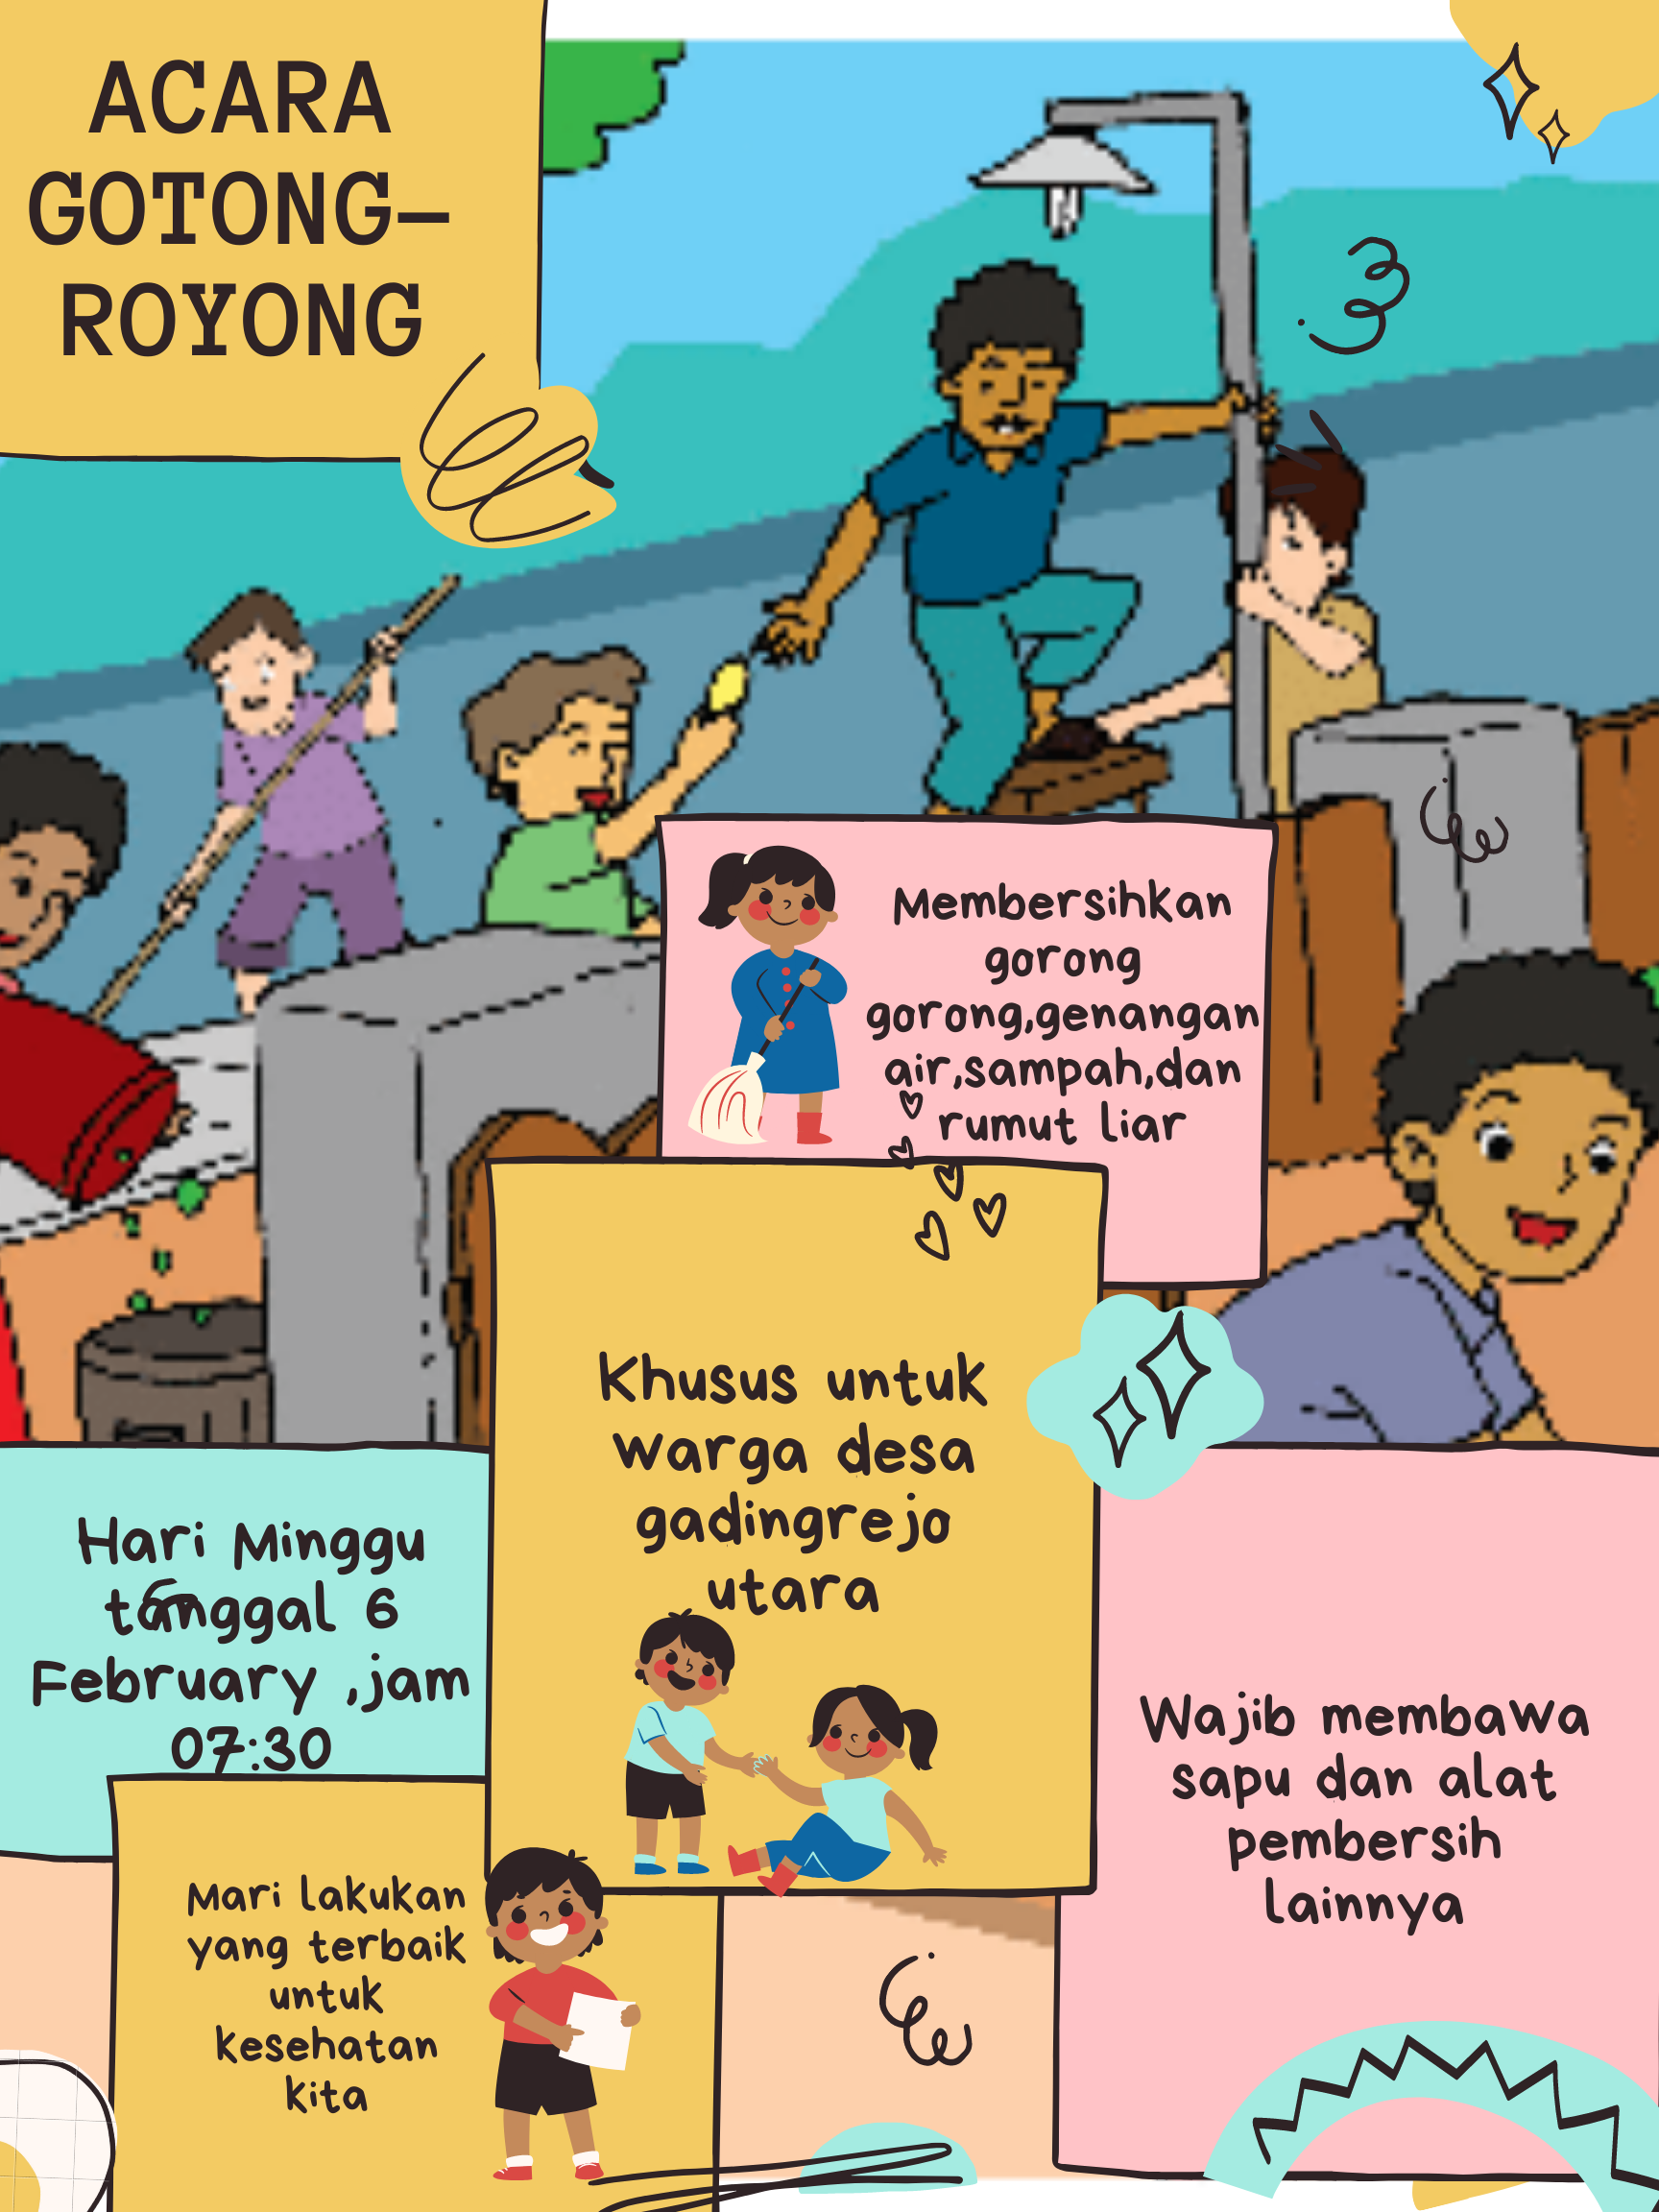 ACARA
GOTONG-
ROYONG
Membersihkan
gorong
gorong,genangan
air,sampah,dan
rumut liar
Khusus untuk
warga desa
gadingrejo
utara
Hari Minggu
tanggal 6
February ,jam
07:30
Wajib membawa
sapu dan alat
pembersih
lainnya
Mari lakukan
yang terbaik
untuk
kesehatan
kita